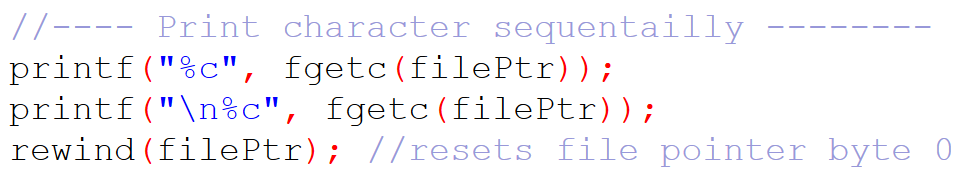 //---- Print character sequentailly --------
printf("%c", fgetc(filePtr));
printf("\n%c", fgetc(filePtr));
rewind(filePtr); //resets file pointer byte 0